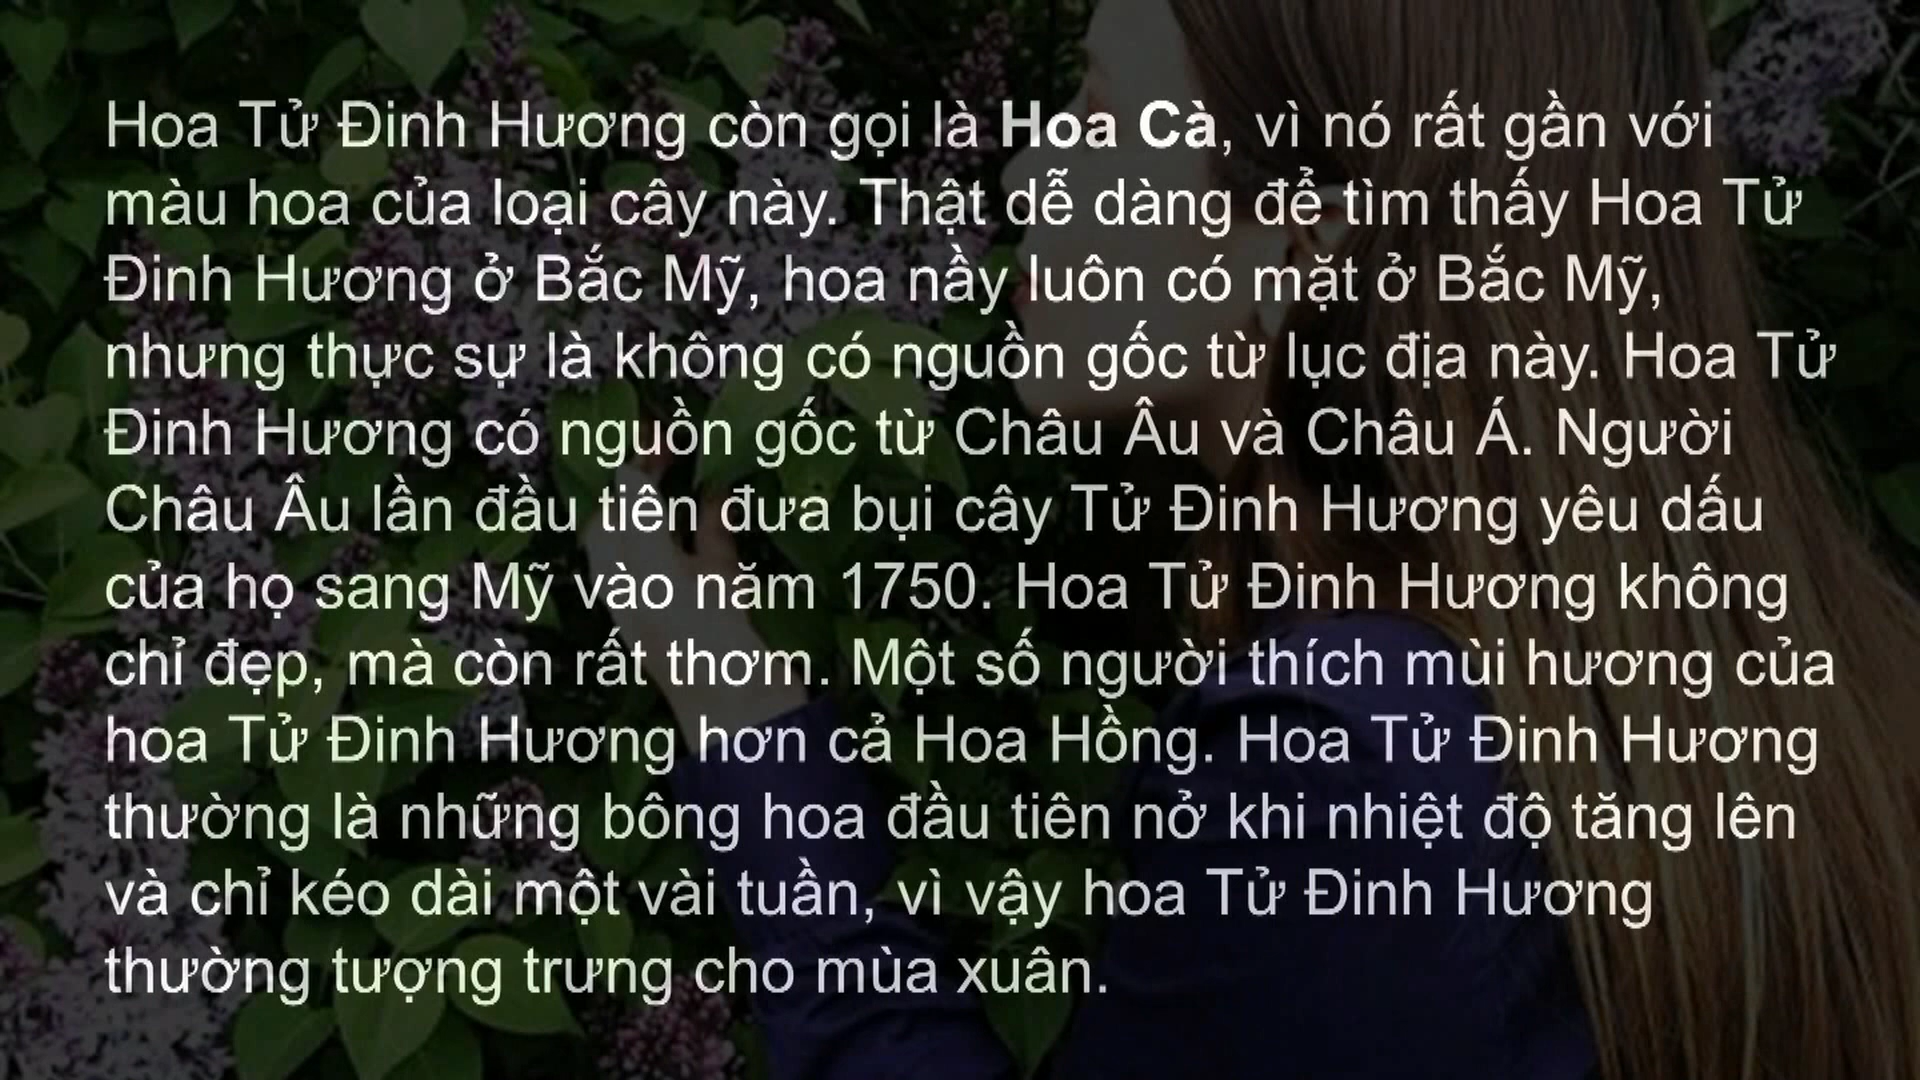 Hoa Tử Đinh Hương còn gọi là Hoa Cà, vì nó rất gần với
màu hoa của loại cây này. Thật dễ dàng để tìm thấy Hoa Tử
Đinh Hương ở Bắc Mỹ, hoa nầy luôn có mặt ở Bắc Mỹ,
nhưng thực sự là không có nguồn gốc từ lục địa này. Hoa Tử
Đinh Hương có nguồn gốc từ Châu Âu và Châu Á. Người
Châu Âu lần đầu tiên đưa bụi cây Tử Đinh Hương yêu dấu
của họ sang Mỹ vào năm 1750. Hoa Tử Đinh Hương không
chỉ đẹp, mà còn rất thơm. Một số người thích mùi hương của
hoa Tử Đinh Hương hơn cả Hoa Hồng. Hoa Tử Đinh Hương
thường là những bông hoa đầu tiên nở khi nhiệt độ tăng lên
và chỉ kéo dài một vài tuần, vì vậy hoa Tử Đinh Hương
thường tượng trưng cho mùa xuân.